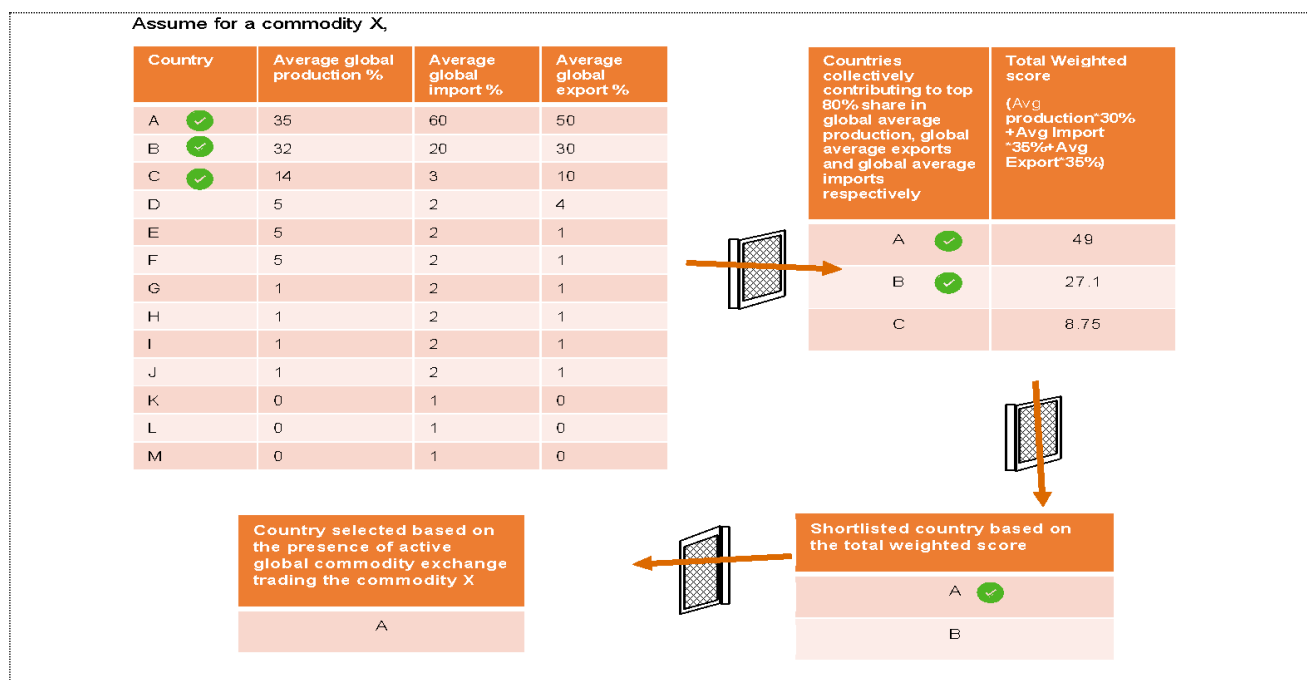 Assume for a commodity X,
Country
Average global
production %
Average
global
import %
Average
global
export %
A 35 60 50
B 32 20 30
C 14 3 10
D 5 2 4
E 5 2 1
F 5 2 1
G 1 2 1
H 1 2 1
I 1 2 1
J 1 2 1
K 0 1 0
L 0 1 0
M 0 1 0
Countries
collectively
contributing to top
80% share in
global average
production, global
average exports
and global average
imports
respectively
Total Weighted
score
(Avg
production*30%
+Avg Import
*35%+Avg
Export*35%)
A 49
B 27.1
C 8.75
Shortlisted country based on
the total weighted score
A
B
Country selected based on
the presence of active
global commodity exchange
trading the commodity X
A